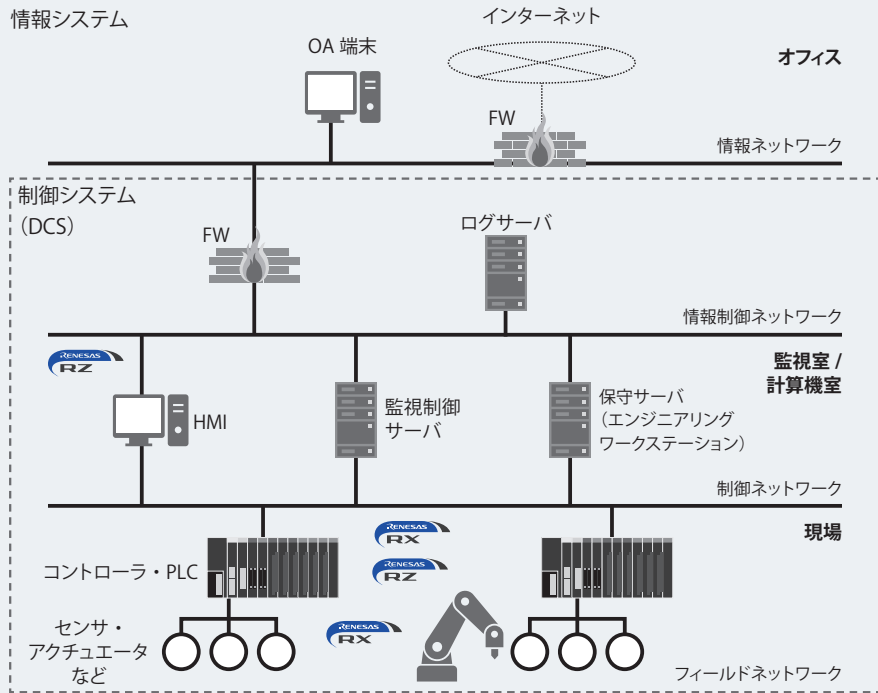 情報システム
インターネット
OA 端末
オフィス
FW
情報ネットワーク
制御システム
（DCS）
FW
ログサーバ
情報制御ネットワーク
RENESAS
RZ
監視室 /
計算機室
HMI
監視制御
サーバ
保守サーバ
（エンジニアリング
ワークステーション）
制御ネットワーク
現場
RENESAS
RX
コントローラ・PLC
RENESAS
RZ
センサ・
アクチュエータ
など
RENESAS
RX
フィールドネットワーク